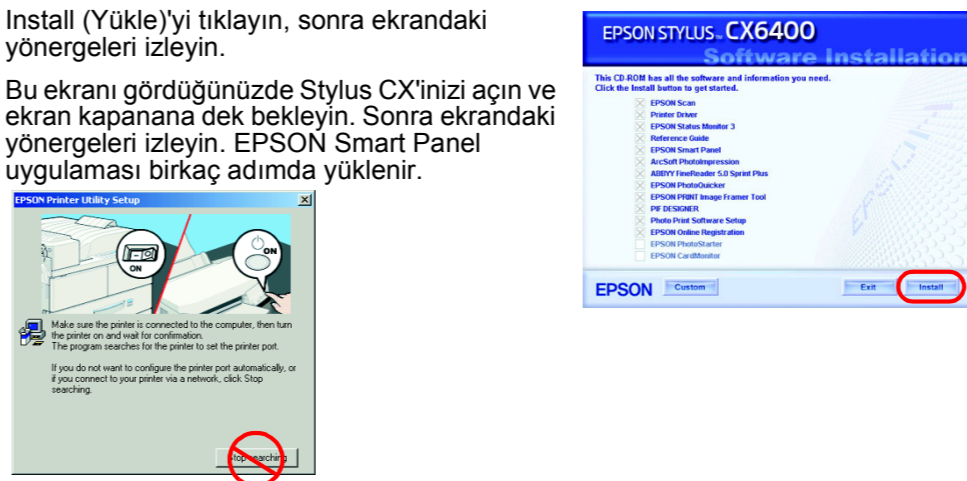 Install (Yükle)'yi tıklayın, sonra ekrandaki
yönergeleri izleyin.
Bu ekranı gördüğünüzde Stylus CX'inizi açın ve
ekran kapanana dek bekleyin. Sonra ekrandaki
yönergeleri izleyin. EPSON Smart Panel
uygulaması birkaç adımda yüklenir.
EPSON Printer Utility Setup
ON
ON
Make sure the printer is connected to the computer, then turn
the printer on and wait for confirmation.
The program searches for the printer to set the printer port.
If you do not want to configure the printer port automatically, or
if you connect to your printer via a network, click Stop
searching.
Stop searching
EPSON STYLUS CX6400
Software Installation
This CD-ROM has all the software and information you need.
Click the Install button to get started.
EPSON Scan
Printer Driver
EPSON Status Monitor 3
Reference Guide
EPSON Smart Panel
ArcSoft PhotoImpression
ABBYY FineReader 5.0 Sprint Plus
EPSON PhotoQuicker
EPSON PRINT Image Framer Tool
PIF DESIGNER
Photo Print Software Setup
EPSON Online Registration
EPSON PhotoStarter
EPSON CardMonitor
EPSON
EPSON Custom Exit Install